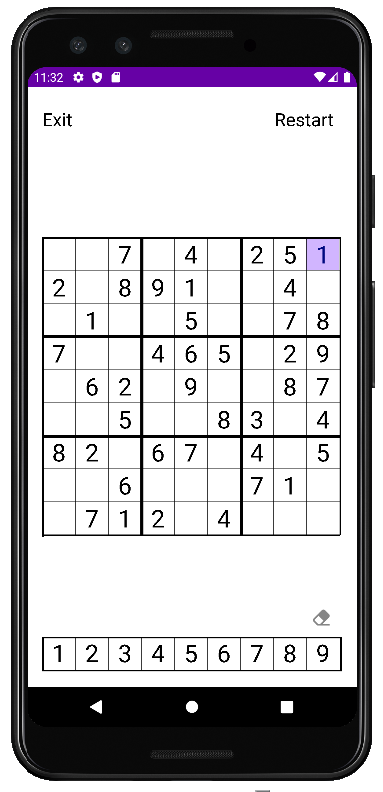 11:32
Exit Restart
7 4 2 5 1
2 8 9 1 4
1 5 7 8
7 4 6 5 2 9
6 2 9 8 7
5 8 3 4
8 2 6 7 4 5
6 7 1
7 1 2 4
1 2 3 4 5 6 7 8 9